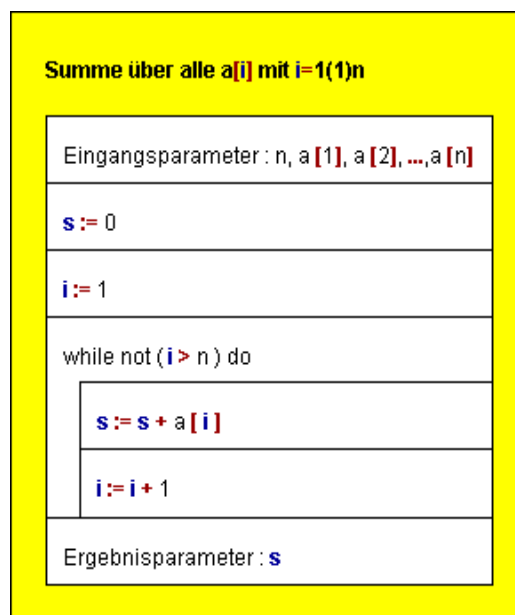 Summe über alle a[i] mit i=1(1)n
Eingangsparameter : n, a [1], a [2], ...,a [n]
s := 0
i := 1
while not ( i > n ) do
s := s + a [ i ]
i := i + 1
Ergebnisparameter : s